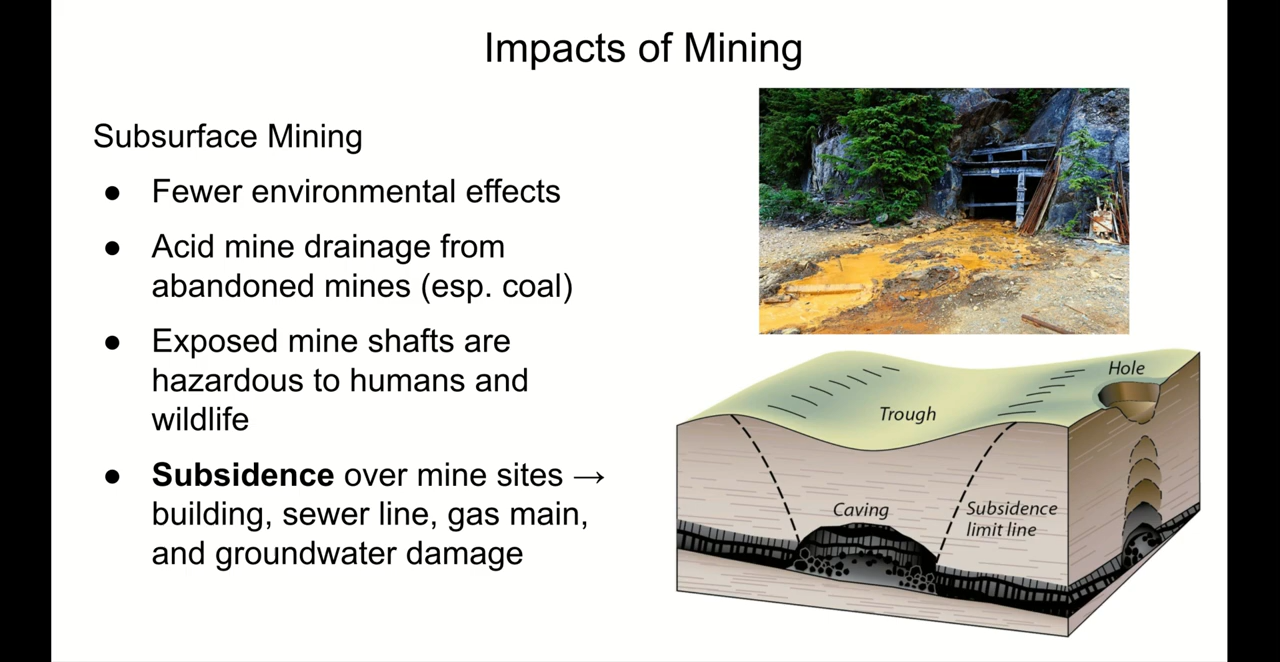 Impacts of Mining
Subsurface Mining
● Fewer environmental effects
● Acid mine drainage from
abandoned mines (esp. coal)
● Exposed mine shafts are
hazardous to humans and
wildlife
● Subsidence over mine sites →
building, sewer line, gas main,
and groundwater damage
Hole
Trough
Caving
Subsidence
limit line